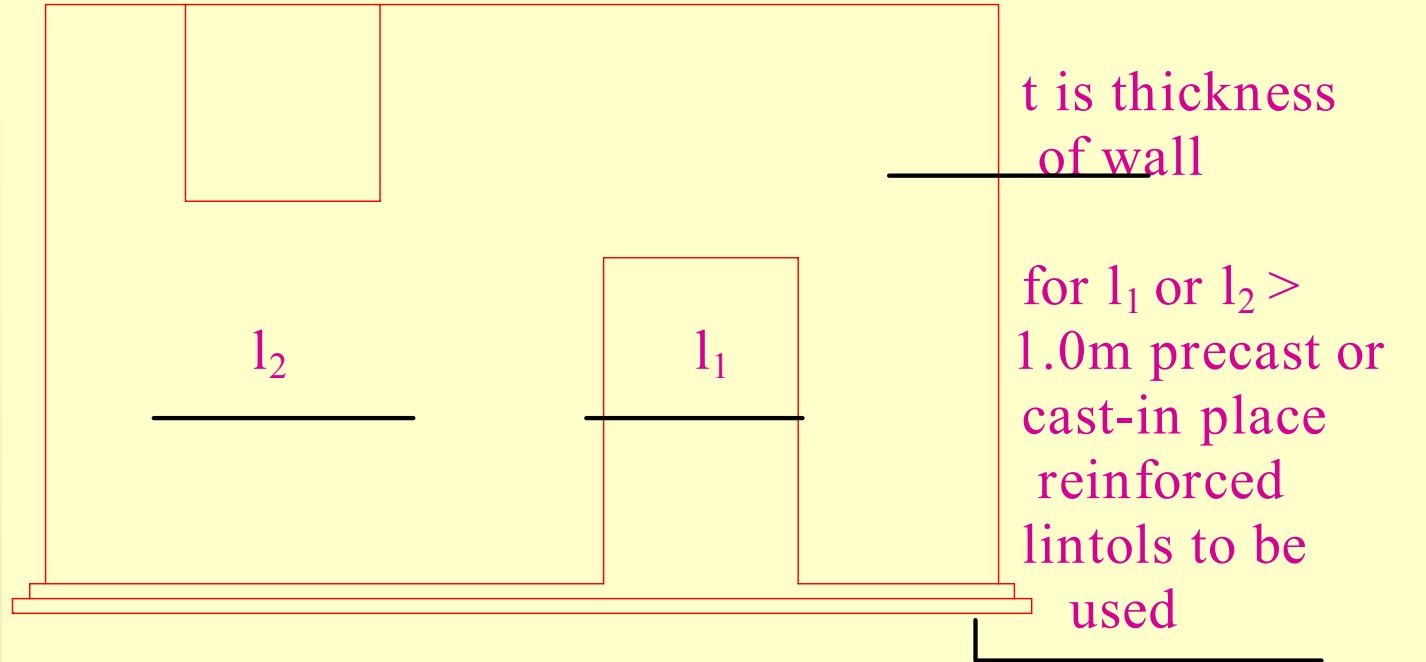 t is thickness
of wall
for l₁ or l₂ >
1.0m precast or
cast-in place
reinforced
lintols to be
used
l₂
l₁